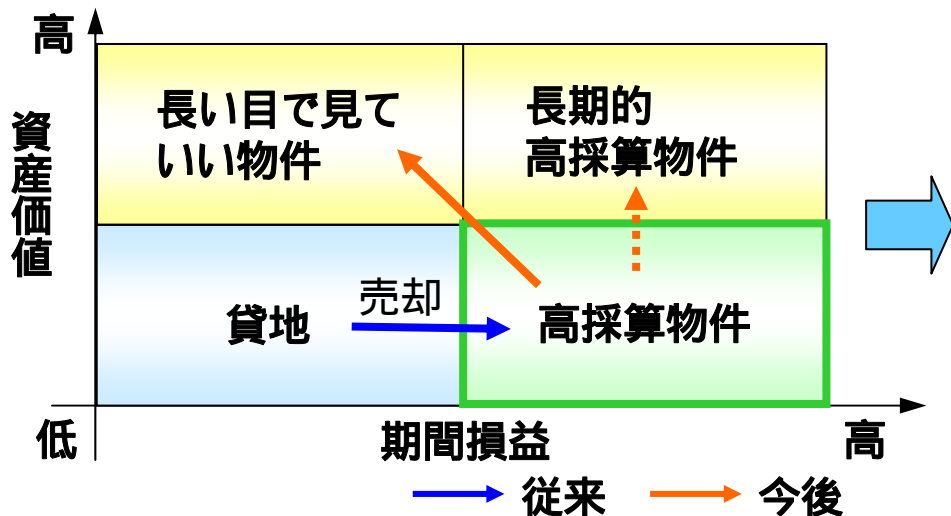 高
資産価値
長い目で見て
いい物件
長期的
高採算物件
貸地
売却
高採算物件
低
期間損益
高
従来
今後